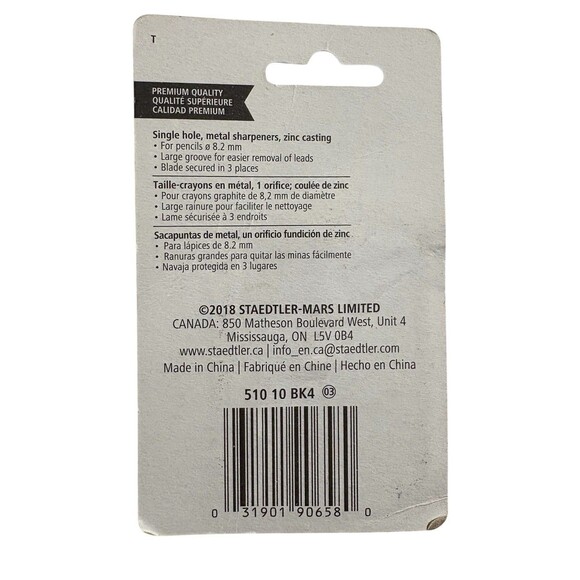 T
PREMIUM QUALITY
QUALITÉ SUPÉRIEURE
CALIDAD PREMIUM
Single hole, metal sharpeners, zinc casting
• For pencils ø 8.2 mm
• Large groove for easier removal of leads
• Blade secured in 3 places
Taille-crayons en métal, 1 orifice; coulée de zinc
• Pour crayons graphite de 8,2 mm de diamètre
• Large rainure pour faciliter le nettoyage
• Lame sécurisée à 3 endroits
Sacapuntas de metal, un orificio fundición de zinc
• Para lápices de 8.2 mm
• Ranuras grandes para quitar las minas fácilmente
• Navaja protegida en 3 lugares
©2018 STAEDTLER-MARS LIMITED
CANADA: 850 Matheson Boulevard West, Unit 4
Mississauga, ON L5V 0B4
www.staedtler.ca | info_en.ca@staedtler.com
Made in China | Fabriqué en Chine | Hecho en China
510 10 BK4 03
0 31901 90658 0